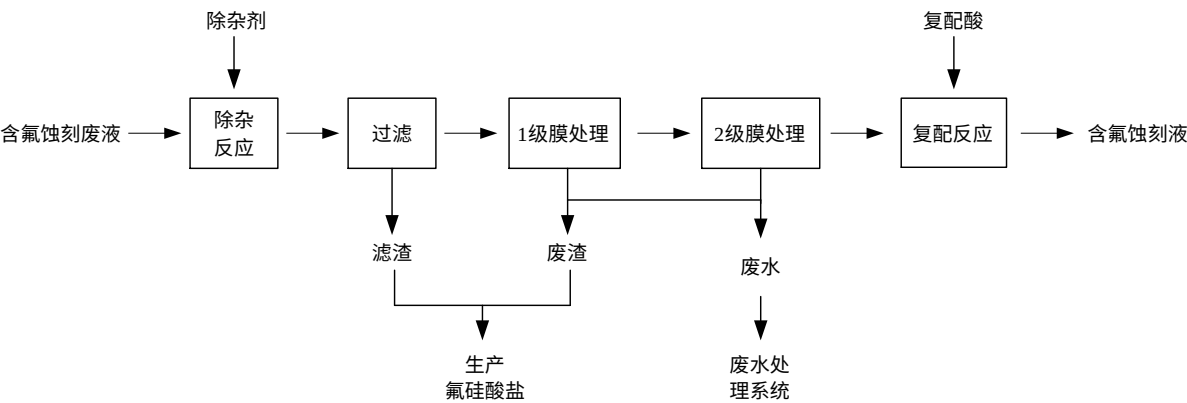 除杂剂
复配酸
含氟蚀刻废液
除杂
反应
过滤
1级膜处理
2级膜处理
复配反应
含氟蚀刻液
滤渣
废渣
废水
生产
氟硅酸盐
废水处
理系统